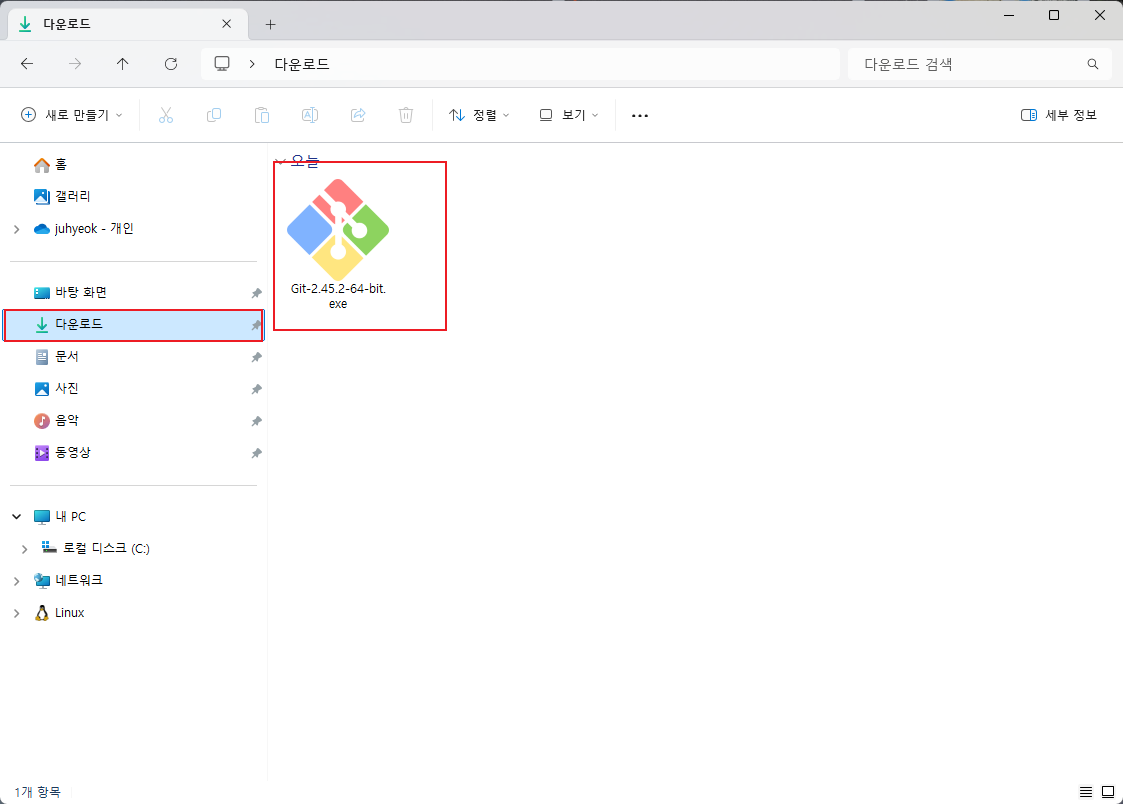 다운로드
다운로드
다운로드 검색
새로 만들기
정렬
보기
세부 정보
홈
갤러리
juhyeok - 개인
바탕 화면
다운로드
문서
사진
음악
동영상
내 PC
로컬 디스크 (C:)
네트워크
Linux
오늘
Git-2.45.2-64-bit.
exe
1개 항목